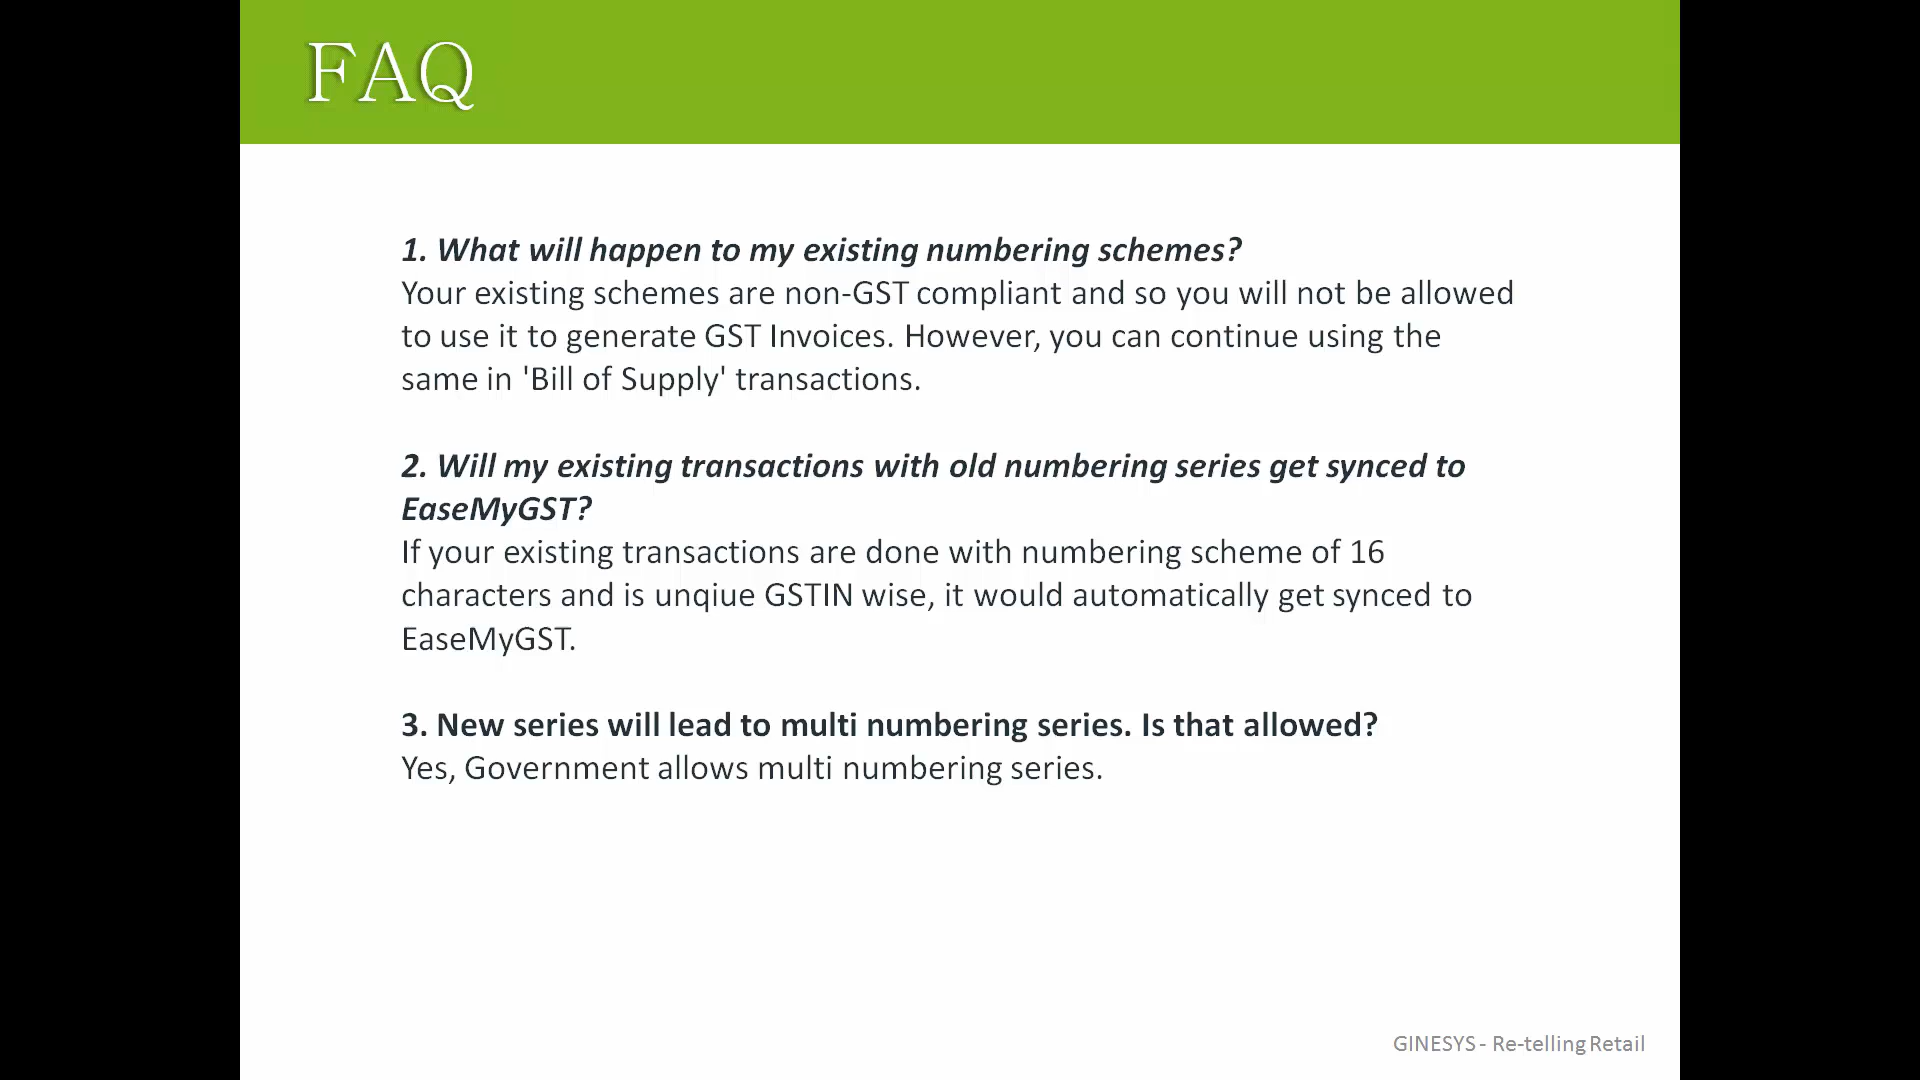 FAQ
1. What will happen to my existing numbering schemes?
Your existing schemes are non-GST compliant and so you will not be allowed
to use it to generate GST Invoices. However, you can continue using the
same in 'Bill of Supply' transactions.
2. Will my existing transactions with old numbering series get synced to
EaseMyGST?
If your existing transactions are done with numbering scheme of 16
characters and is unqiue GSTIN wise, it would automatically get synced to
EaseMyGST.
3. New series will lead to multi numbering series. Is that allowed?
Yes, Government allows multi numbering series.
GINESYS - Re-telling Retail